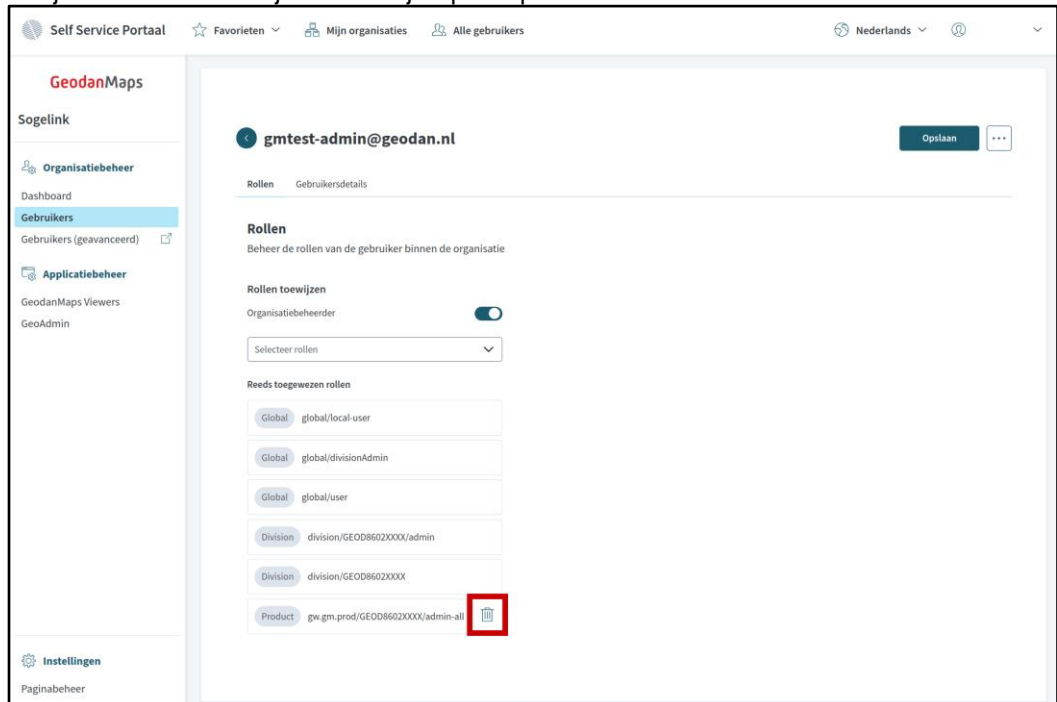 Self Service Portaal
Favorieten
Mijn organisaties
Alle gebruikers
Nederlands
GeodanMaps
Sogelink
Organisatiebeheer
Dashboard
Gebruikers
Gebruikers (geavanceerd)
Applicatiebeheer
GeodanMaps Viewers
GeoAdmin
Instellingen
Paginabeheer
gmtest-admin@geodan.nl
Opslaan
Rollen
Gebruikersdetails
Rollen
Beheer de rollen van de gebruiker binnen de organisatie
Rollen toewijzen
Organisatiebeheerder
Selecteer rollen
Reeds toegewezen rollen
Global global/local-user
Global global/divisionAdmin
Global global/user
Division division/GEOD8602XXXX/admin
Division division/GEOD8602XXXX
Product gw.gm.prod/GEOD8602XXXX/admin-all